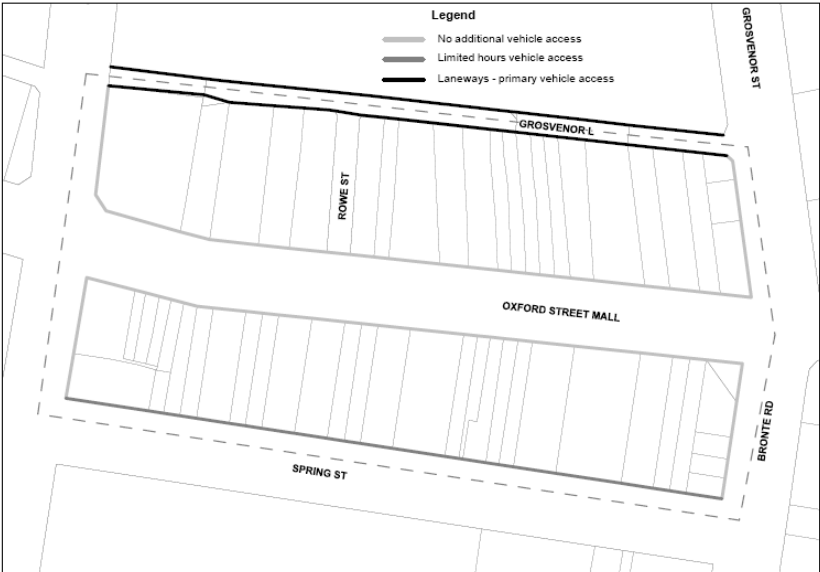 Legend
No additional vehicle access
Limited hours vehicle access
Laneways - primary vehicle access
GROSVENOR ST
GROSVENOR L
ROWE ST
OXFORD STREET MALL
BRONTE RD
SPRING ST